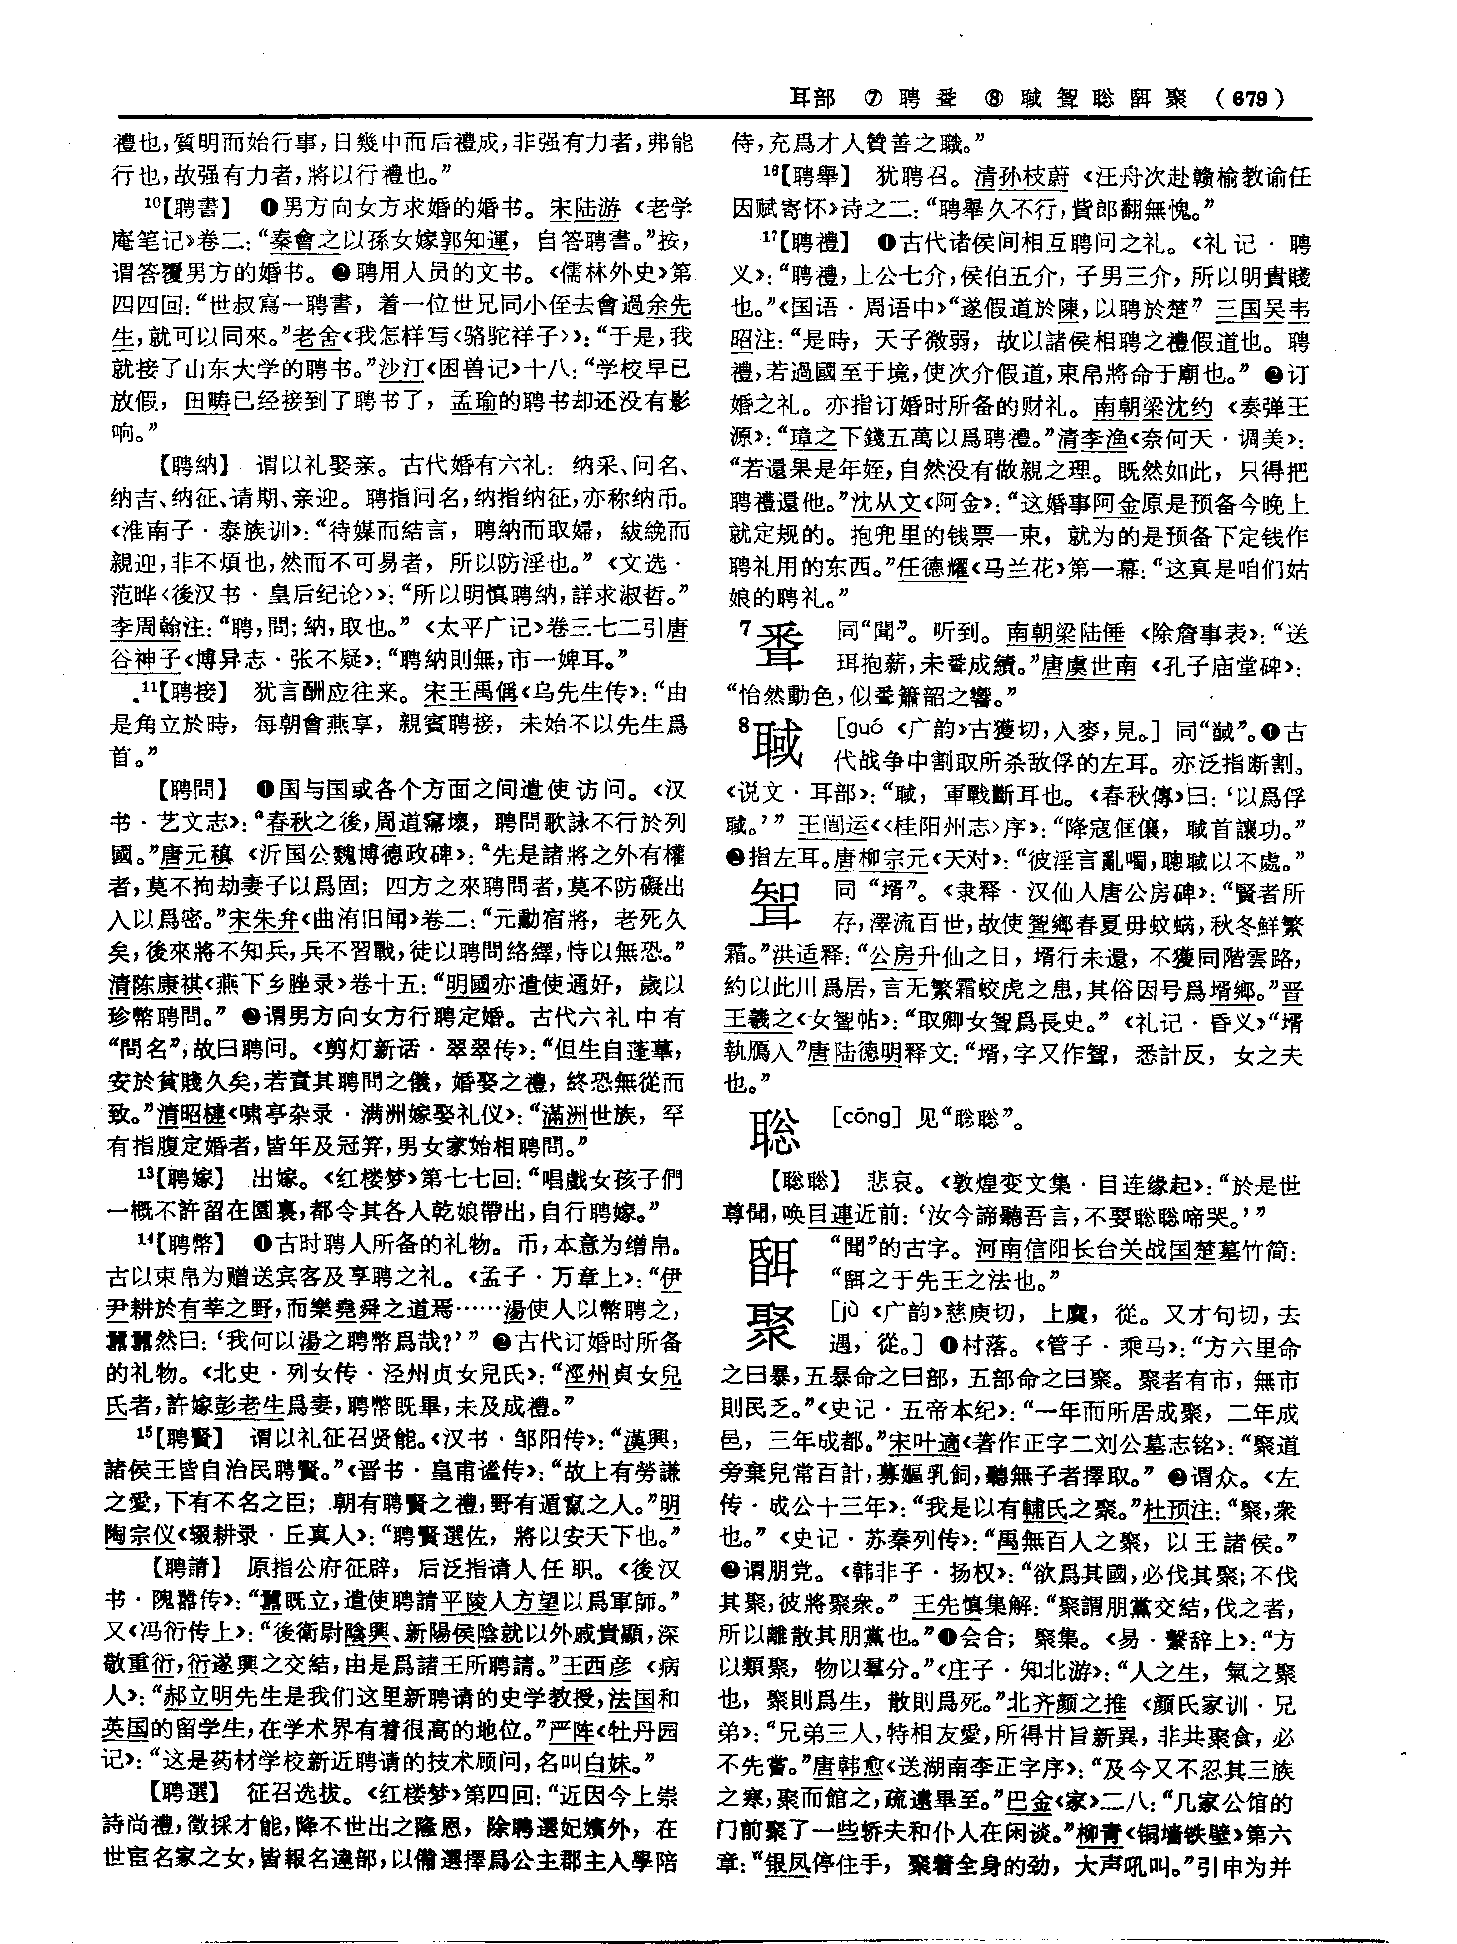 耳部 ⑦ 聘 䎽 ⑧ 聝 聟 聡 聑 聚 (679)
禮也,質明而始行事,日幾中而后禮成,非强有力者,弗能
行也,故强有力者,將以行禮也。”
¹⁰【聘書】 ❶男方向女方求婚的婚书。宋陆游《老学
庵笔记》卷二:“秦會之以孫女嫁郭知運,自答聘書。”按,
谓答覆男方的婚书。❷聘用人员的文书。《儒林外史》第
四四回:“世叔寫一聘書,着一位世兄同小侄去會過余先
生,就可以同來。”老舍《我怎样写〈骆驼祥子〉》:“于是,我
就接了山东大学的聘书。”沙汀《困兽记》十八:“学校早已
放假,田畴已经接到了聘书了,孟瑜的聘书却还没有影
响。”
【聘納】 谓以礼娶亲。古代婚有六礼:纳采、问名、
纳吉、纳征、请期、亲迎。聘指问名,纳指纳征,亦称纳币。
《淮南子·泰族训》:“待媒而結言,聘納而取婦,紱絻而
親迎,非不煩也,然而不可易者,所以防淫也。”《文选·
范晔〈後汉书·皇后纪论〉》:“所以明慎聘納,詳求淑哲。”
李周翰注:“聘,問;納,取也。”《太平广记》卷三七二引唐
谷神子《博异志·张不疑》:“聘納則無,市一婢耳。”
¹¹【聘接】 犹言酬应往来。宋王禹偁《乌先生传》:“由
是角立於時,每朝會燕享,親賓聘接,未始不以先生爲
首。”
【聘問】 ❶国与国或各个方面之间遣使访问。《汉
书·艺文志》:“春秋之後,周道寖壞,聘問歌詠不行於列
國。”唐元稹《沂国公魏博德政碑》:“先是諸將之外有權
者,莫不拘劫妻子以爲固;四方之來聘問者,莫不防礙出
入以爲密。”宋朱弁《曲洧旧闻》卷二:“元勳宿將,老死久
矣,後來將不知兵,兵不習戰,徒以聘問絡繹,恃以無恐。”
清陈康祺《燕下乡脞录》卷十五:“明國亦遣使通好,歲以
珍幣聘問。”❷谓男方向女方行聘定婚。古代六礼中有
“問名”,故曰聘问。《剪灯新话·翠翠传》:“但生自蓬蓽,
安於貧賤久矣,若責其聘問之儀,婚娶之禮,終恐無從而
致。”清昭槤《啸亭杂录·满洲嫁娶礼仪》:“滿洲世族,罕
有指腹定婚者,皆年及冠笄,男女家始相聘問。”
¹³【聘嫁】 出嫁。《红楼梦》第七七回:“唱戲女孩子們
一概不許留在園裏,都令其各人乾娘帶出,自行聘嫁。”
¹⁴【聘幣】 ❶古时聘人所备的礼物。币,本意为缯帛。
古以束帛为赠送宾客及享聘之礼。《孟子·万章上》:“伊
尹耕於有莘之野,而樂堯舜之道焉……湯使人以幣聘之,
囂囂然曰:‘我何以湯之聘幣爲哉?’”❷古代订婚时所备
的礼物。《北史·列女传·泾州贞女兒氏》:“涇州貞女兒
氏者,許嫁彭老生爲妻,聘幣既畢,未及成禮。”
¹⁵【聘賢】 谓以礼征召贤能。《汉书·邹阳传》:“漢興,
諸侯王皆自治民聘賢。”《晋书·皇甫谧传》:“故上有勞謙
之愛,下有不名之臣;朝有聘賢之禮,野有遁竄之人。”明
陶宗仪《辍耕录·丘真人》:“聘賢選佐,將以安天下也。”
【聘請】 原指公府征辟,后泛指请人任职。《後汉
书·隗嚣传》:“囂既立,遣使聘請平陵人方望以爲軍師。”
又《冯衍传上》:“後衛尉陰興、新陽侯陰就以外戚貴顯,深
敬重衍,衍遂興之交結,由是爲諸王所聘請。”王西彦《病
人》:“郝立明先生是我们这里新聘请的史学教授,法国和
英国的留学生,在学术界有着很高的地位。”严阵《牡丹园
记》:“这是药材学校新近聘请的技术顾问,名叫白妹。”
【聘選】 征召选拔。《红楼梦》第四回:“近因今上崇
詩尚禮,徵採才能,降不世出之隆恩,除聘選妃嬪外,在
世宦名家之女,皆報名達部,以備選擇爲公主郡主入學陪
侍,充爲才人贊善之職。”
¹⁶【聘舉】 犹聘召。清孙枝蔚《汪舟次赴赣榆教谕任
因赋寄怀》诗之二:“聘舉久不行,貲郎翻無愧。”
¹⁷【聘禮】 ❶古代诸侯间相互聘问之礼。《礼记·聘
义》:“聘禮,上公七介,侯伯五介,子男三介,所以明貴賤
也。”《国语·周语中》“遂假道於陳,以聘於楚”三国吴韦
昭注:“是時,天子微弱,故以諸侯相聘之禮假道也。聘
禮,若過國至于境,使次介假道,束帛將命于廟也。”❷订
婚之礼。亦指订婚时所备的财礼。南朝梁沈约《奏弹王
源》:“璋之下錢五萬以爲聘禮。”清李渔《奈何天·调美》:
“若還果是年姪,自然没有做親之理。既然如此,只得把
聘禮還他。”沈从文《阿金》:“这婚事阿金原是预备今晚上
就定规的。抱兜里的钱票一束,就为的是预备下定钱作
聘礼用的东西。”任德耀《马兰花》第一幕:“这真是咱们姑
娘的聘礼。”
⁷䎽 同“聞”。听到。南朝梁陆倕《除詹事表》:“送
珥抱薪,未䎽成績。”唐虞世南《孔子庙堂碑》:
“怡然動色,似䎽簫韶之響。”
⁸聝 [guó 《广韵》古獲切,入麥,見。] 同“馘”。❶古
代战争中割取所杀敌俘的左耳。亦泛指断割。
《说文·耳部》:“聝,軍戰斷耳也。《春秋傳》曰:‘以爲俘
聝。’”王闿运《〈桂阳州志〉序》:“降寇伹儴,聝首讓功。”
❷指左耳。唐柳宗元《天对》:“彼淫言亂噣,聰聝以不處。”
聟 同“壻”。《隶释·汉仙人唐公房碑》:“賢者所
存,澤流百世,故使聟鄉春夏毋蚊蜹,秋冬鮮繁
霜。”洪适释:“公房升仙之日,壻行未還,不獲同階雲路,
約以此川爲居,言无繁霜蛟虎之患,其俗因号爲壻鄉。”晋
王羲之《女聟帖》:“取卿女聟爲長史。”《礼记·昏义》“壻
執鴈入”唐陆德明释文:“壻,字又作聟,悉計反,女之夫
也。”
聡 [cōng] 见“聡聡”。
【聡聡】 悲哀。《敦煌变文集·目连缘起》:“於是世
尊聞,唤目連近前:‘汝今諦聽吾言,不要聡聡啼哭。’”
“聞”的古字。河南信阳长台关战国楚墓竹简:
“之于先王之法也。”
聚 [jù 《广韵》慈庾切,上麌,從。又才句切,去
遇,從。] ❶村落。《管子·乘马》:“方六里命
之曰暴,五暴命之曰部,五部命之曰聚。聚者有市,無市
則民乏。”《史记·五帝本纪》:“一年而所居成聚,二年成
邑,三年成都。”宋叶適《著作正字二刘公墓志铭》:“聚道
旁棄兒常百計,募嫗乳飼,聽無子者擇取。”❷谓众。《左
传·成公十三年》:“我是以有輔氏之聚。”杜预注:“聚,衆
也。”《史记·苏秦列传》:“禹無百人之聚,以王諸侯。”
❸谓朋党。《韩非子·扬权》:“欲爲其國,必伐其聚;不伐
其聚,彼將聚衆。”王先慎集解:“聚謂朋黨交結,伐之者,
所以離散其朋黨也。”❹会合;聚集。《易·繫辞上》:“方
以類聚,物以羣分。”《庄子·知北游》:“人之生,氣之聚
也,聚則爲生,散則爲死。”北齐颜之推《颜氏家训·兄
弟》:“兄弟三人,特相友愛,所得甘旨新異,非共聚食,必
不先嘗。”唐韩愈《送湖南李正字序》:“及今又不忍其三族
之寒,聚而館之,疏遠畢至。”巴金《家》二八:“几家公馆的
门前聚了一些轿夫和仆人在闲谈。”柳青《铜墙铁壁》第六
章:“银凤停住手,聚着全身的劲,大声吼叫。”引申为并